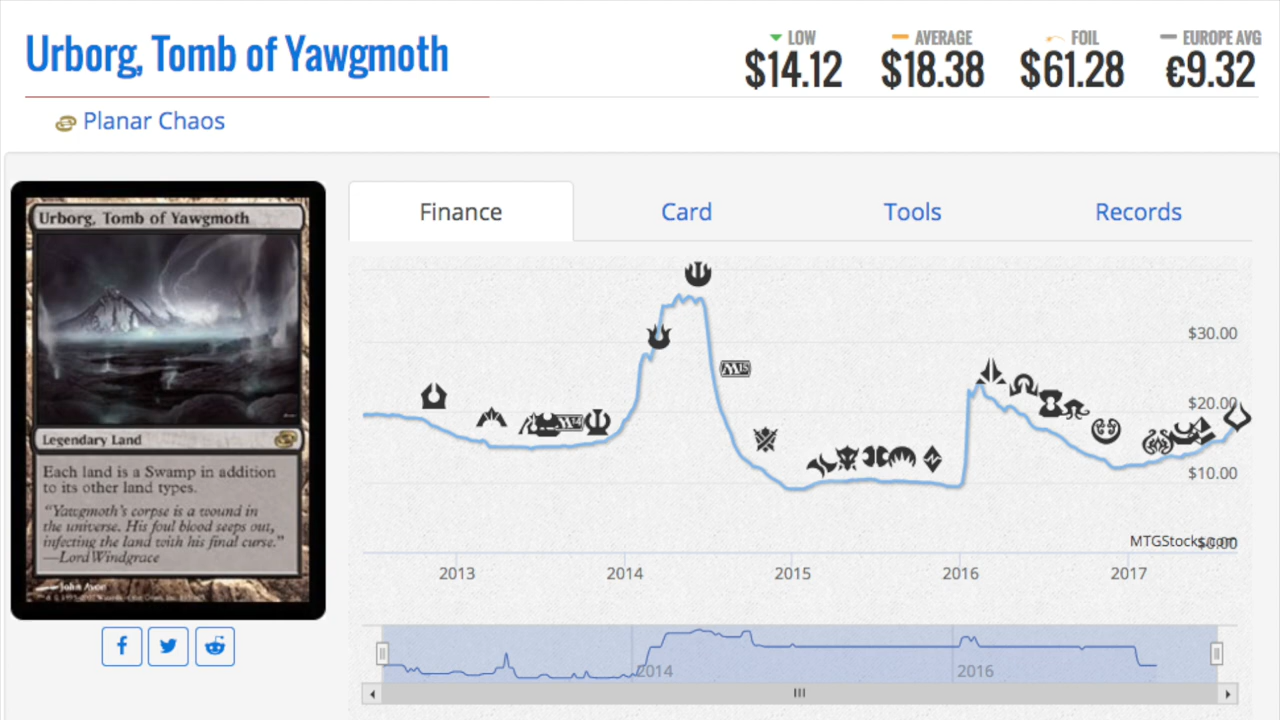 Urborg, Tomb of Yawgmoth
LOW
$14.12
AVERAGE
$18.38
FOIL
$61.28
EUROPE AVG
€9.32
Planar Chaos
Urborg, Tomb of Yawgmoth
Legendary Land
Each land is a Swamp in addition
to its other land types.
"Yawgmoth's corpse is a wound in
the universe. His foul blood seeps out,
infecting the land with his final curse."
—Lord Windgrace
John Avon
Finance
Card
Tools
Records
$30.00
$20.00
$10.00
$0.00
MTGStocks.com
2013
2014
2015
2016
2017
2014
2016